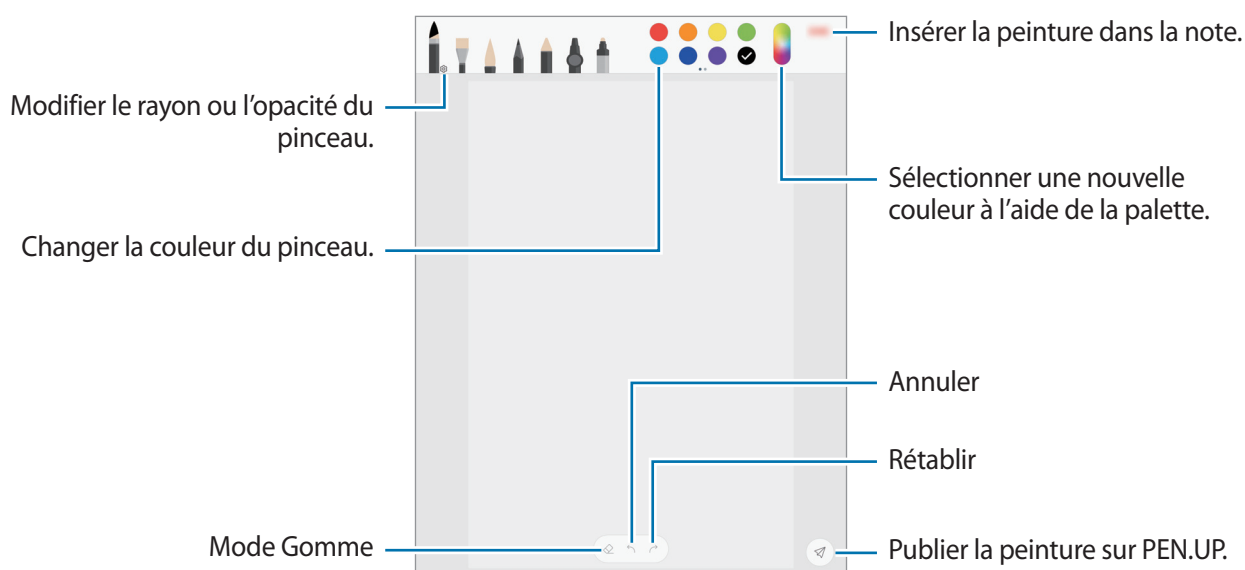 Insérer la peinture dans la note.
Modifier le rayon ou l’opacité du
pinceau.
Sélectionner une nouvelle
couleur à l’aide de la palette.
Changer la couleur du pinceau.
Annuler
Rétablir
Mode Gomme
Publier la peinture sur PEN.UP.